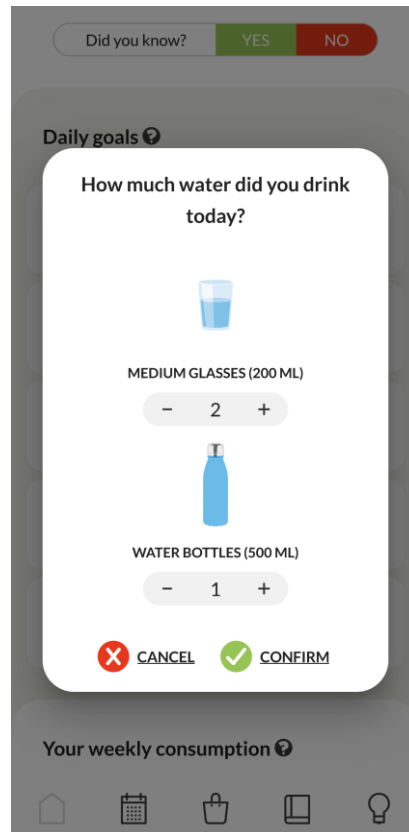 Did you know? YES NO
Daily goals
How much water did you drink
today?
MEDIUM GLASSES (200 ML)
− 2 +
WATER BOTTLES (500 ML)
− 1 +
CANCEL CONFIRM
Your weekly consumption